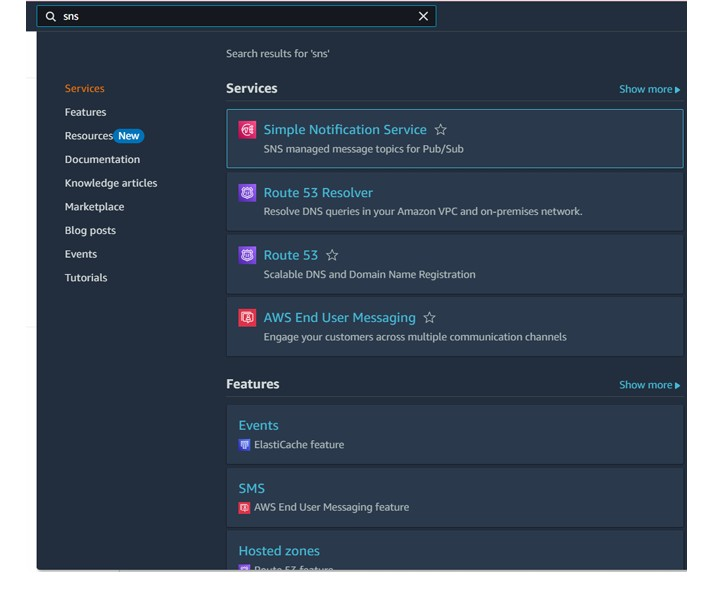 sns
Search results for 'sns'
Services
Features
Resources New
Documentation
Knowledge articles
Marketplace
Blog posts
Events
Tutorials
Services
Show more
Simple Notification Service
SNS managed message topics for Pub/Sub
Route 53 Resolver
Resolve DNS queries in your Amazon VPC and on-premises network.
Route 53
Scalable DNS and Domain Name Registration
AWS End User Messaging
Engage your customers across multiple communication channels
Features
Show more
Events
ElastiCache feature
SMS
AWS End User Messaging feature
Hosted zones
Route 53 feature